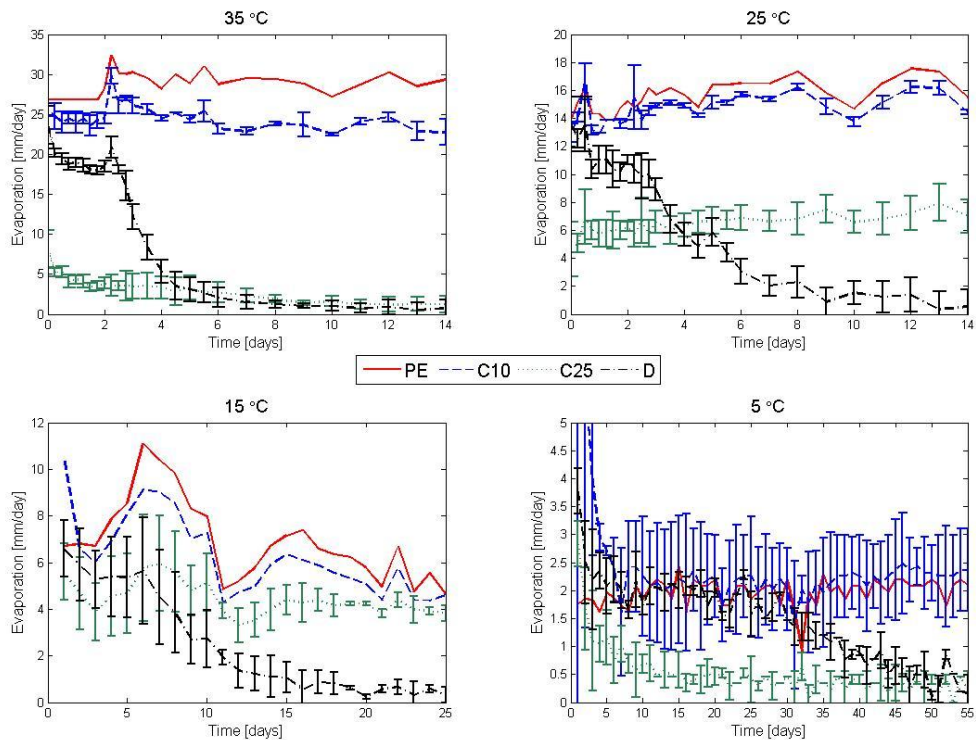 35 °C
Evaporation [mm/day]
35
30
25
20
15
10
5
0
0 2 4 6 8 10 12 14
Time [days]
25 °C
Evaporation [mm/day]
20
18
16
14
12
10
8
6
4
2
0
0 2 4 6 8 10 12 14
Time [days]
PE C10 C25 D
15 °C
Evaporation [mm/day]
12
10
8
6
4
2
0
0 5 10 15 20 25
Time [days]
5 °C
Evaporation [mm/day]
5
4.5
4
3.5
3
2.5
2
1.5
1
0.5
0
0 5 10 15 20 25 30 35 40 45 50 55
Time [days]